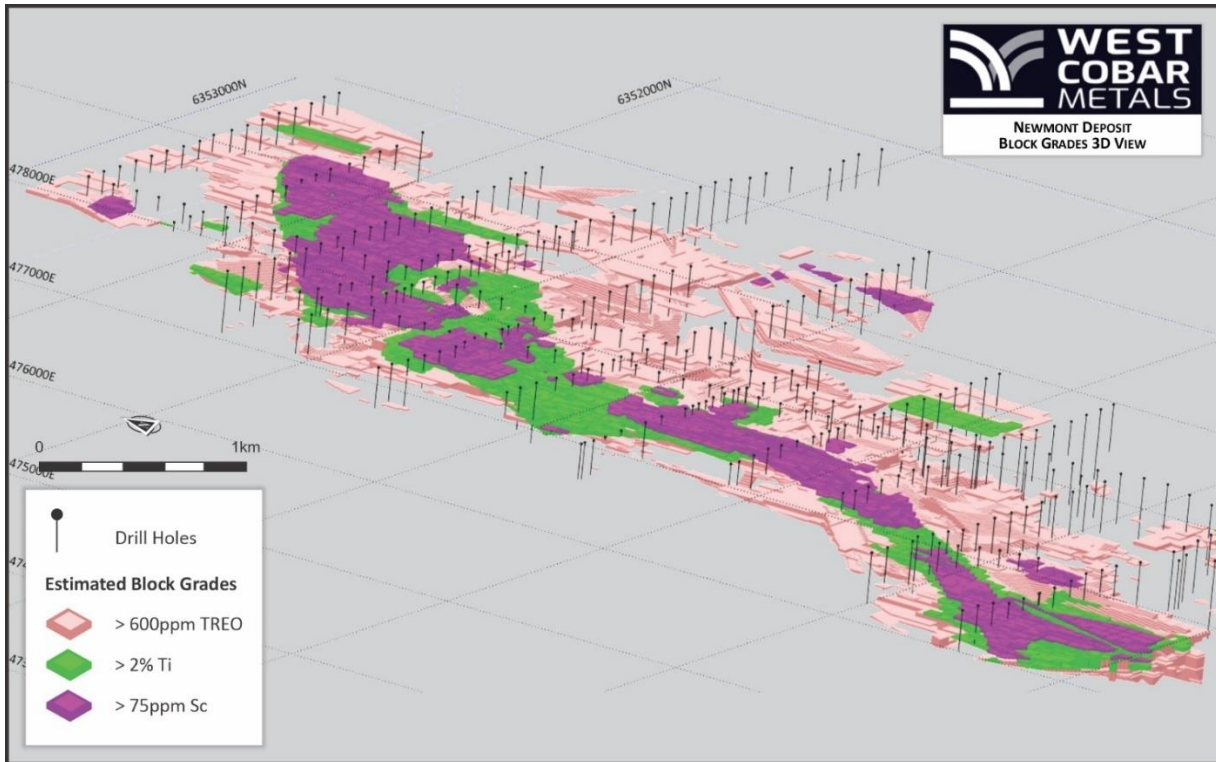 WEST
COBAR
METALS
NEWMONT DEPOSIT
BLOCK GRADES 3D VIEW
6353000N
6352000N
478000E
477000E
476000E
475000E
0 1km
Drill Holes
Estimated Block Grades
> 600ppm TREO
> 2% Ti
> 75ppm Sc